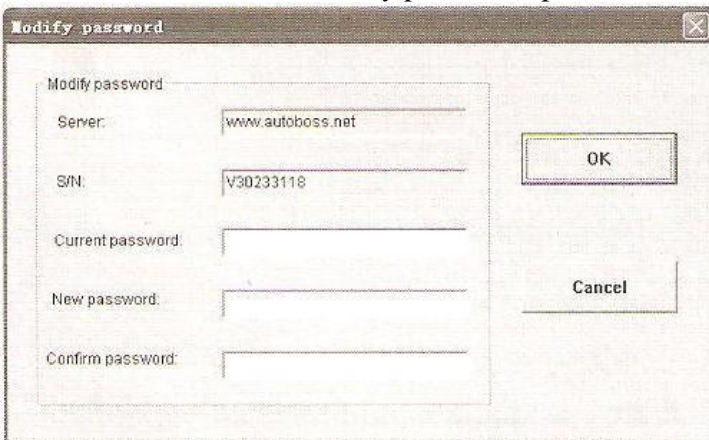 Modify password
Modify password
Server: www.autoboss.net
S/N: V30233118
Current password:
New password:
Confirm password:
OK
Cancel